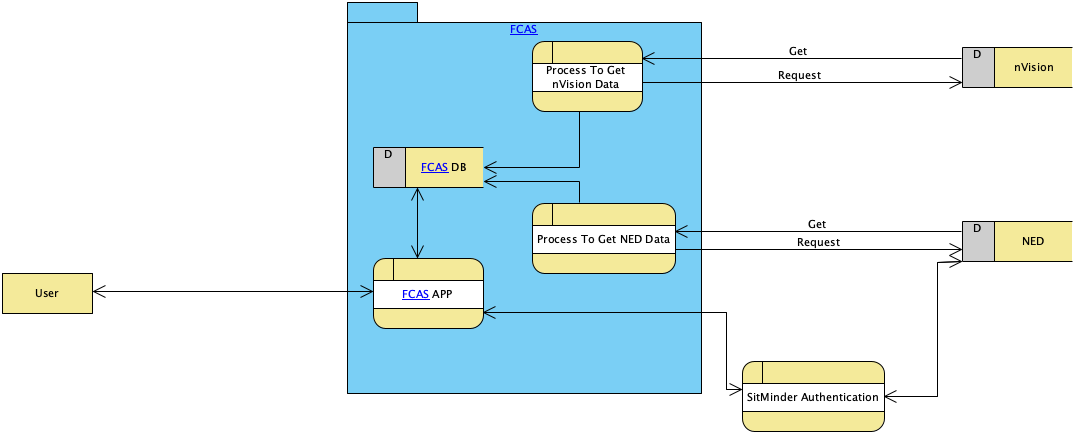 FCAS
Process To Get
nVision Data
Get
Request
D
nVision
D
FCAS DB
Process To Get NED Data
Get
Request
D
NED
User
FCAS APP
SitMinder Authentication